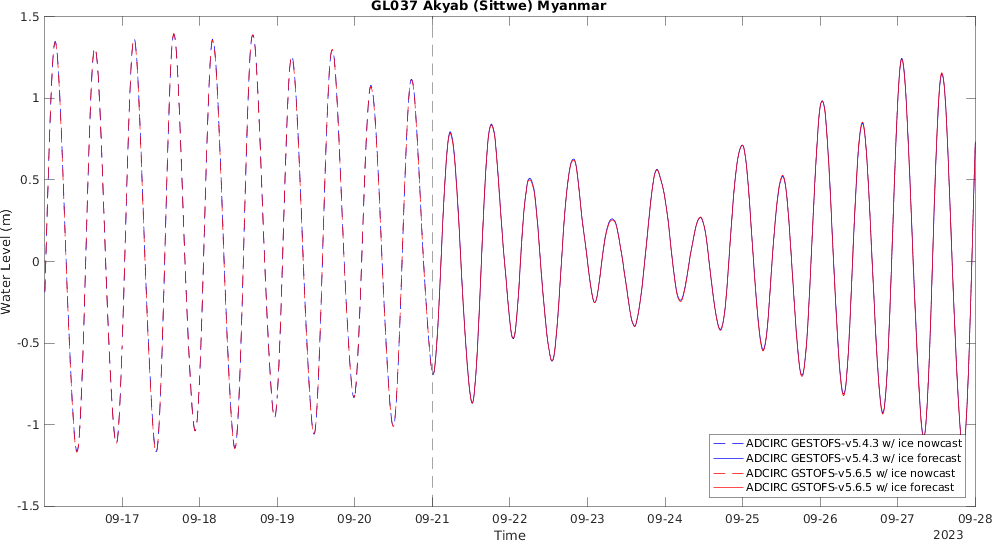 GL037 Akyab (Sittwe) Myanmar
1.5
1
0.5
0
-0.5
-1
-1.5
Water Level (m)
09-17 09-18 09-19 09-20 09-21 09-22 09-23 09-24 09-25 09-26 09-27 09-28
Time
2023
ADCIRC GESTOFS-v5.4.3 w/ ice nowcast
ADCIRC GESTOFS-v5.4.3 w/ ice forecast
ADCIRC GSTOFS-v5.6.5 w/ ice nowcast
ADCIRC GSTOFS-v5.6.5 w/ ice forecast